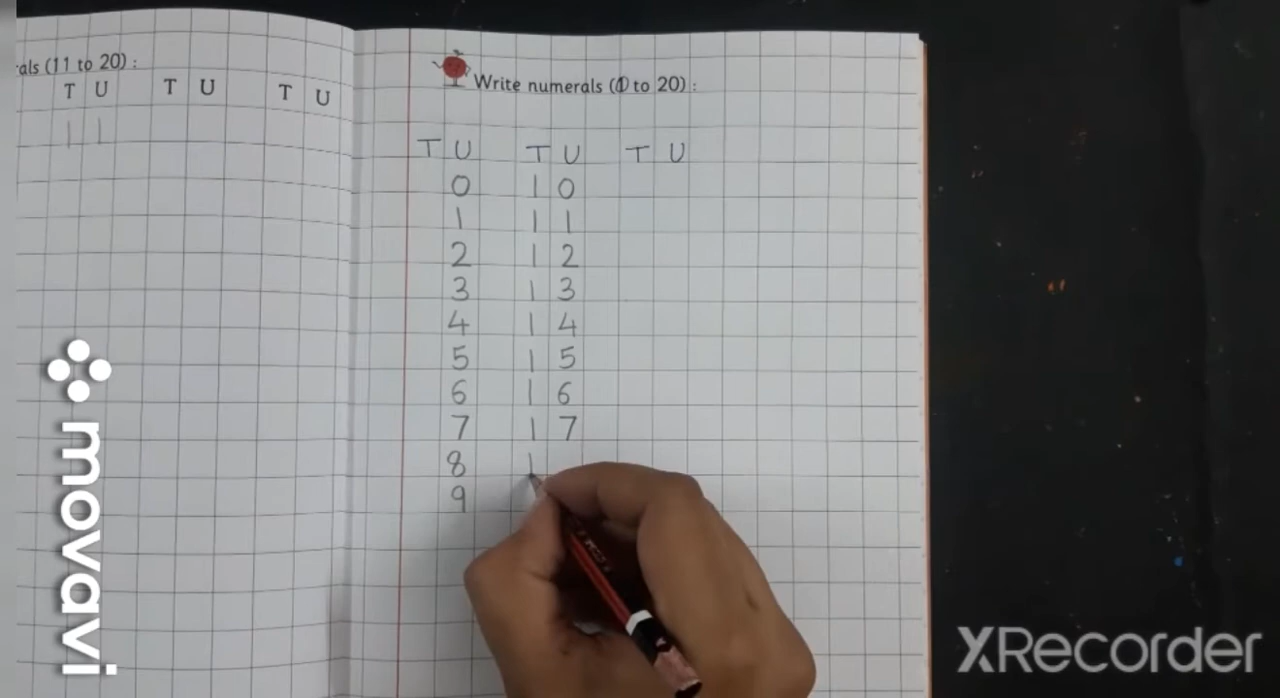 als (11 to 20) :
T U T U T U
1 1
Write numerals (0 to 20) :
T U T U T U
0 1 0
1 1 1
2 1 2
3 1 3
4 1 4
5 1 5
6 1 6
7 1 7
8 1
9
movavi
XRecorder